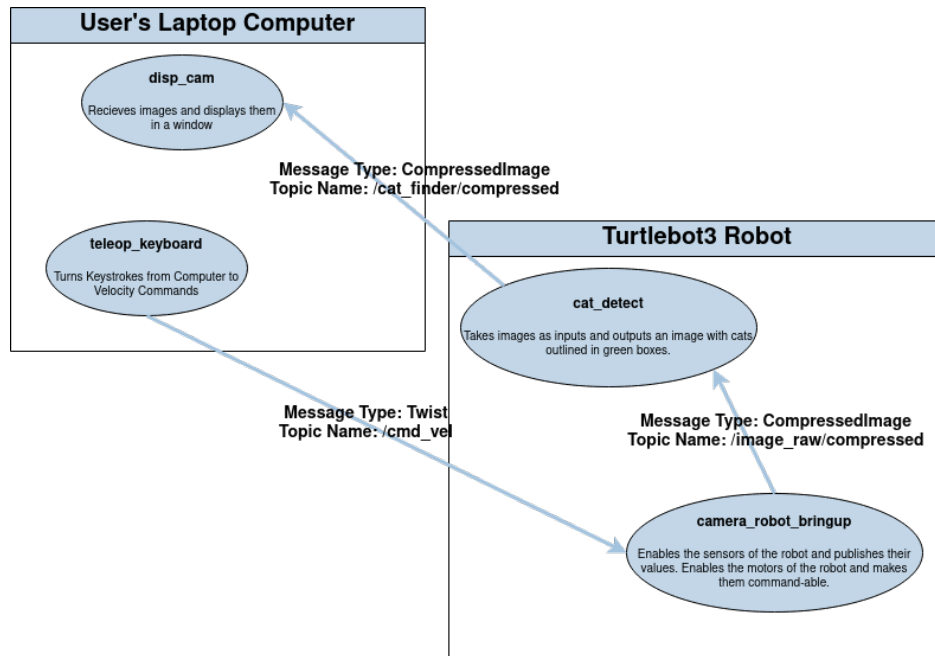 User's Laptop Computer
disp_cam
Recieves images and displays them
in a window
Message Type: CompressedImage
Topic Name: /cat_finder/compressed
teleop_keyboard
Turns Keystrokes from Computer to
Velocity Commands
Turtlebot3 Robot
cat_detect
Takes images as inputs and outputs an image with cats
outlined in green boxes.
Message Type: Twist
Topic Name: /cmd_vel
Message Type: CompressedImage
Topic Name: /image_raw/compressed
camera_robot_bringup
Enables the sensors of the robot and publishes their
values. Enables the motors of the robot and makes
them command-able.